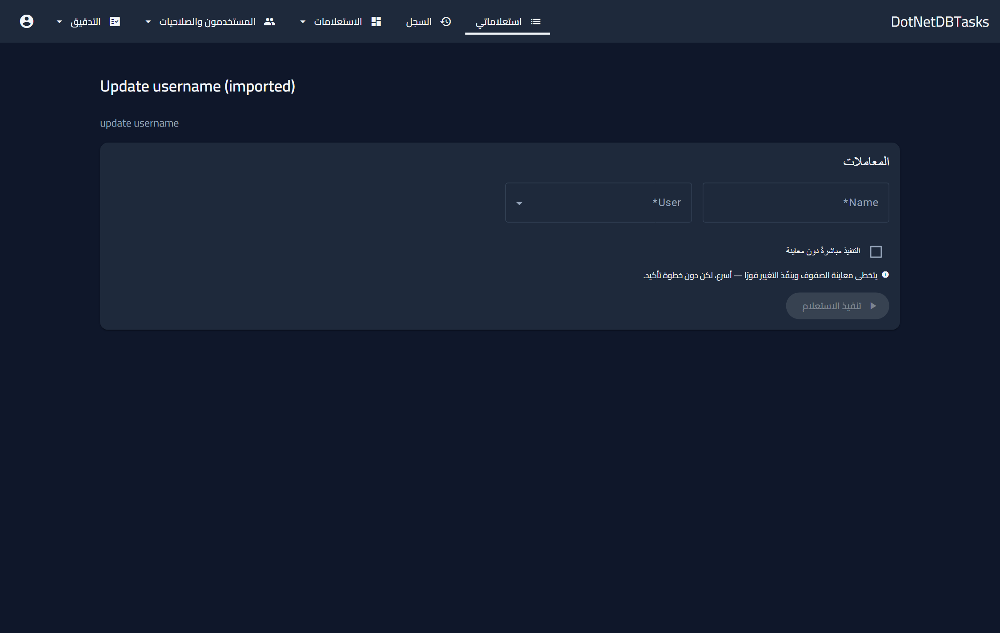 DotNetDBTasks
استعلاماتي
السجل
الاستعلامات
المستخدمون والصلاحيات
التدقيق
Update username (imported)
update username
المعاملات
Name*
User*
التنفيذ مباشرةً دون معاينة
يتخطى معاينة الصفوف وينفّذ التغيير فورًا — أسرع، لكن دون خطوة تأكيد.
تنفيذ الاستعلام